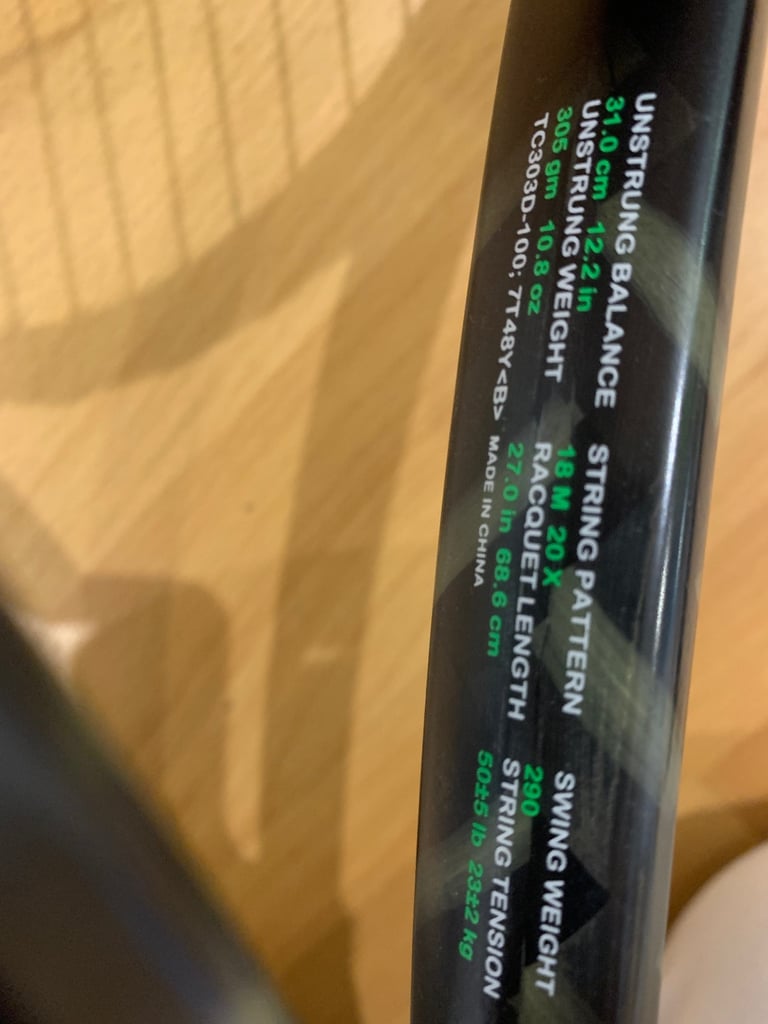 UNSTRUNG BALANCE
31.0 cm 12.2 in
UNSTRUNG WEIGHT
305 gm 10.8 oz
TC303D-100; 7T48Y<B> MADE IN CHINA
STRING PATTERN
18 M 20 X
RACQUET LENGTH
27.0 in 68.6 cm
SWING WEIGHT
290
STRING TENSION
50±5 lb 23±2 kg